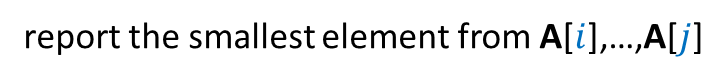 report the smallest element from A[i],...,A[j]